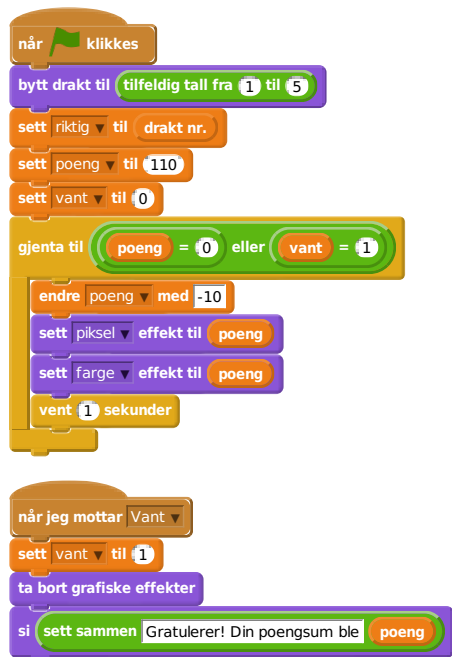 når klikkes
bytt drakt til tilfeldig tall fra 1 til 5
sett riktig til drakt nr.
sett poeng til 110
sett vant til 0
gjenta til poeng = 0 eller vant = 1
endre poeng med -10
sett piksel effekt til poeng
sett farge effekt til poeng
vent 1 sekunder
når jeg mottar Vant
sett vant til 1
ta bort grafiske effekter
si sett sammen Gratulerer! Din poengsum ble poeng